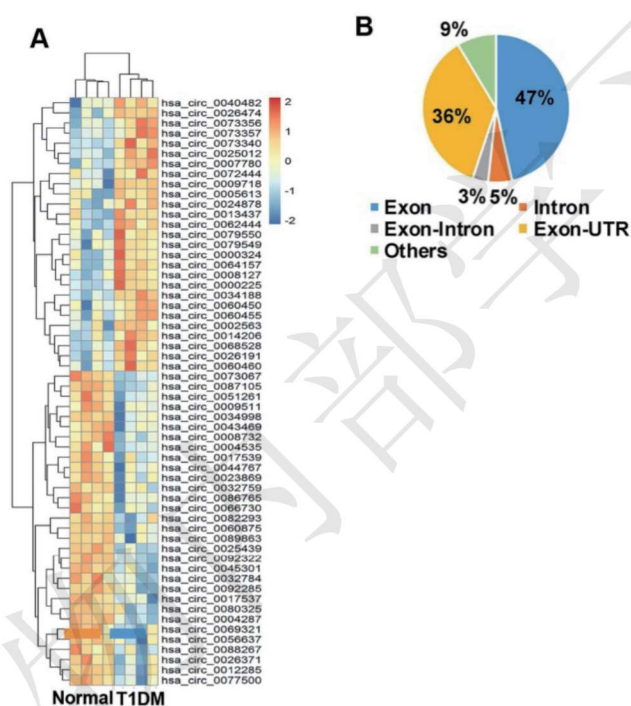 A
hsa_circ_0040482
hsa_circ_0026474
hsa_circ_0073356
hsa_circ_0073357
hsa_circ_0073340
hsa_circ_0025012
hsa_circ_0007780
hsa_circ_0072444
hsa_circ_0009718
hsa_circ_0005613
hsa_circ_0024878
hsa_circ_0013437
hsa_circ_0062444
hsa_circ_0079550
hsa_circ_0079549
hsa_circ_0000324
hsa_circ_0064157
hsa_circ_0008127
hsa_circ_0000225
hsa_circ_0034188
hsa_circ_0060450
hsa_circ_0060455
hsa_circ_0002563
hsa_circ_0014206
hsa_circ_0068528
hsa_circ_0026191
hsa_circ_0060460
hsa_circ_0073067
hsa_circ_0087105
hsa_circ_0051261
hsa_circ_0009511
hsa_circ_0034998
hsa_circ_0043469
hsa_circ_0008732
hsa_circ_0004535
hsa_circ_0017539
hsa_circ_0044767
hsa_circ_0023869
hsa_circ_0032759
hsa_circ_0086765
hsa_circ_0066730
hsa_circ_0082293
hsa_circ_0060875
hsa_circ_0089863
hsa_circ_0025439
hsa_circ_0092322
hsa_circ_0045301
hsa_circ_0032784
hsa_circ_0092285
hsa_circ_0017537
hsa_circ_0080325
hsa_circ_0004287
hsa_circ_0069321
hsa_circ_0056637
hsa_circ_0088267
hsa_circ_0026371
hsa_circ_0012285
hsa_circ_0077500
Normal T1DM
2
1
0
-1
-2
B
9%
47%
36%
3% 5%
Exon Intron
Exon-Intron Exon-UTR
Others
部